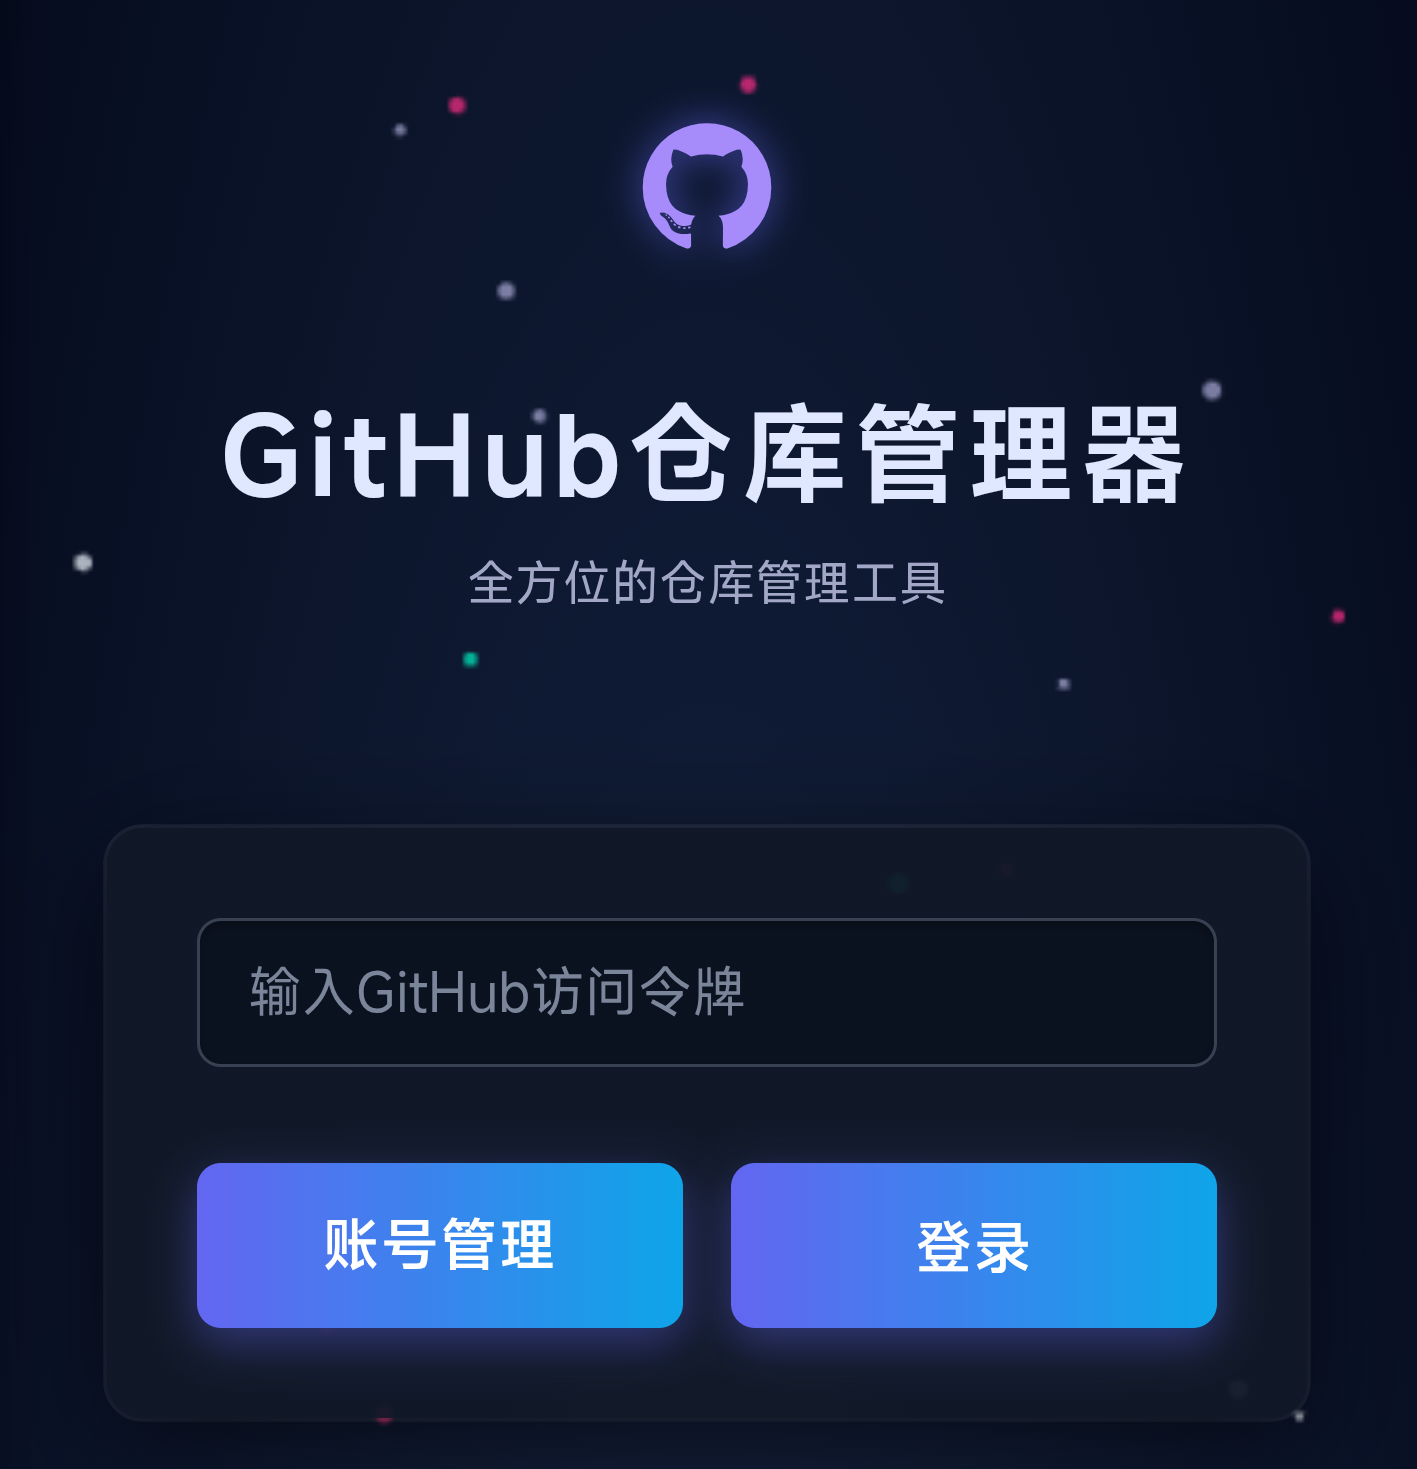 GitHub仓库管理器
全方位的仓库管理工具
输入GitHub访问令牌
账号管理
登录